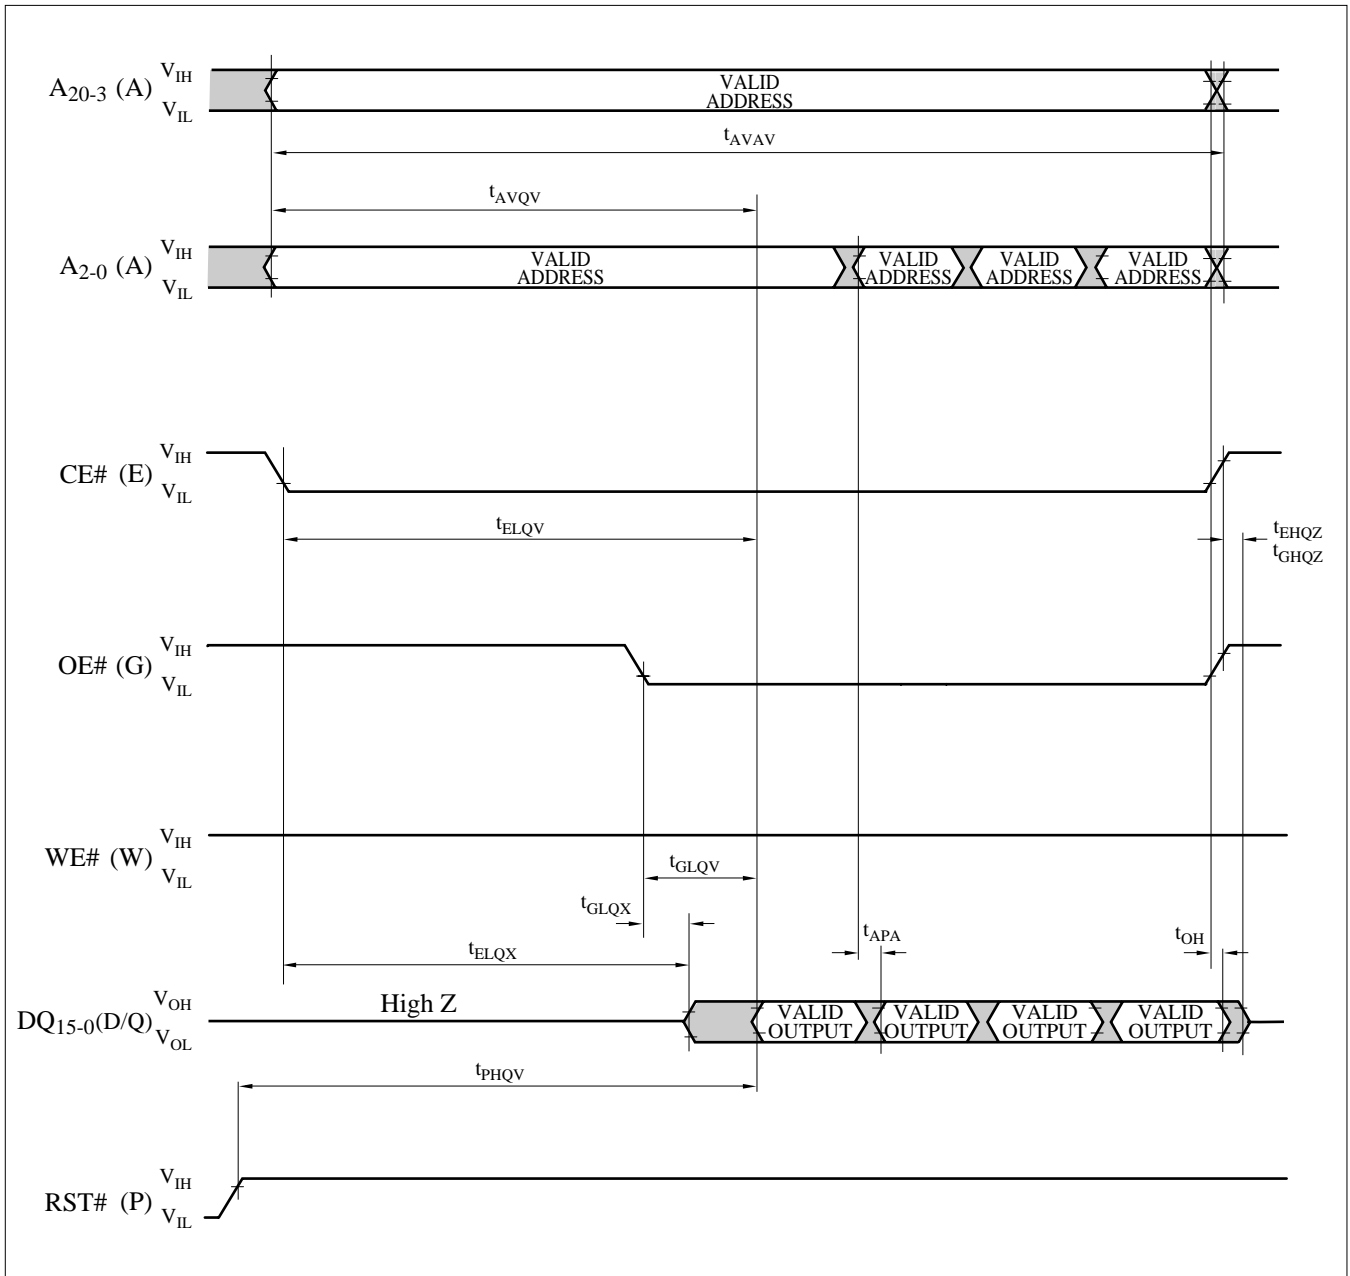 A20-3 (A) VIH VIL VALID ADDRESS
tAVAV
tAVQV
A2-0 (A) VIH VIL VALID ADDRESS VALID ADDRESS VALID ADDRESS VALID ADDRESS
CE# (E) VIH VIL
tELQV
tEHQZ
tGHQZ
OE# (G) VIH VIL
WE# (W) VIH VIL
tGLQV
tGLQX
tELQX
tAPA
tOH
DQ15-0(D/Q) VOH VOL High Z VALID OUTPUT VALID OUTPUT VALID OUTPUT VALID OUTPUT
tPHQV
RST# (P) VIH VIL